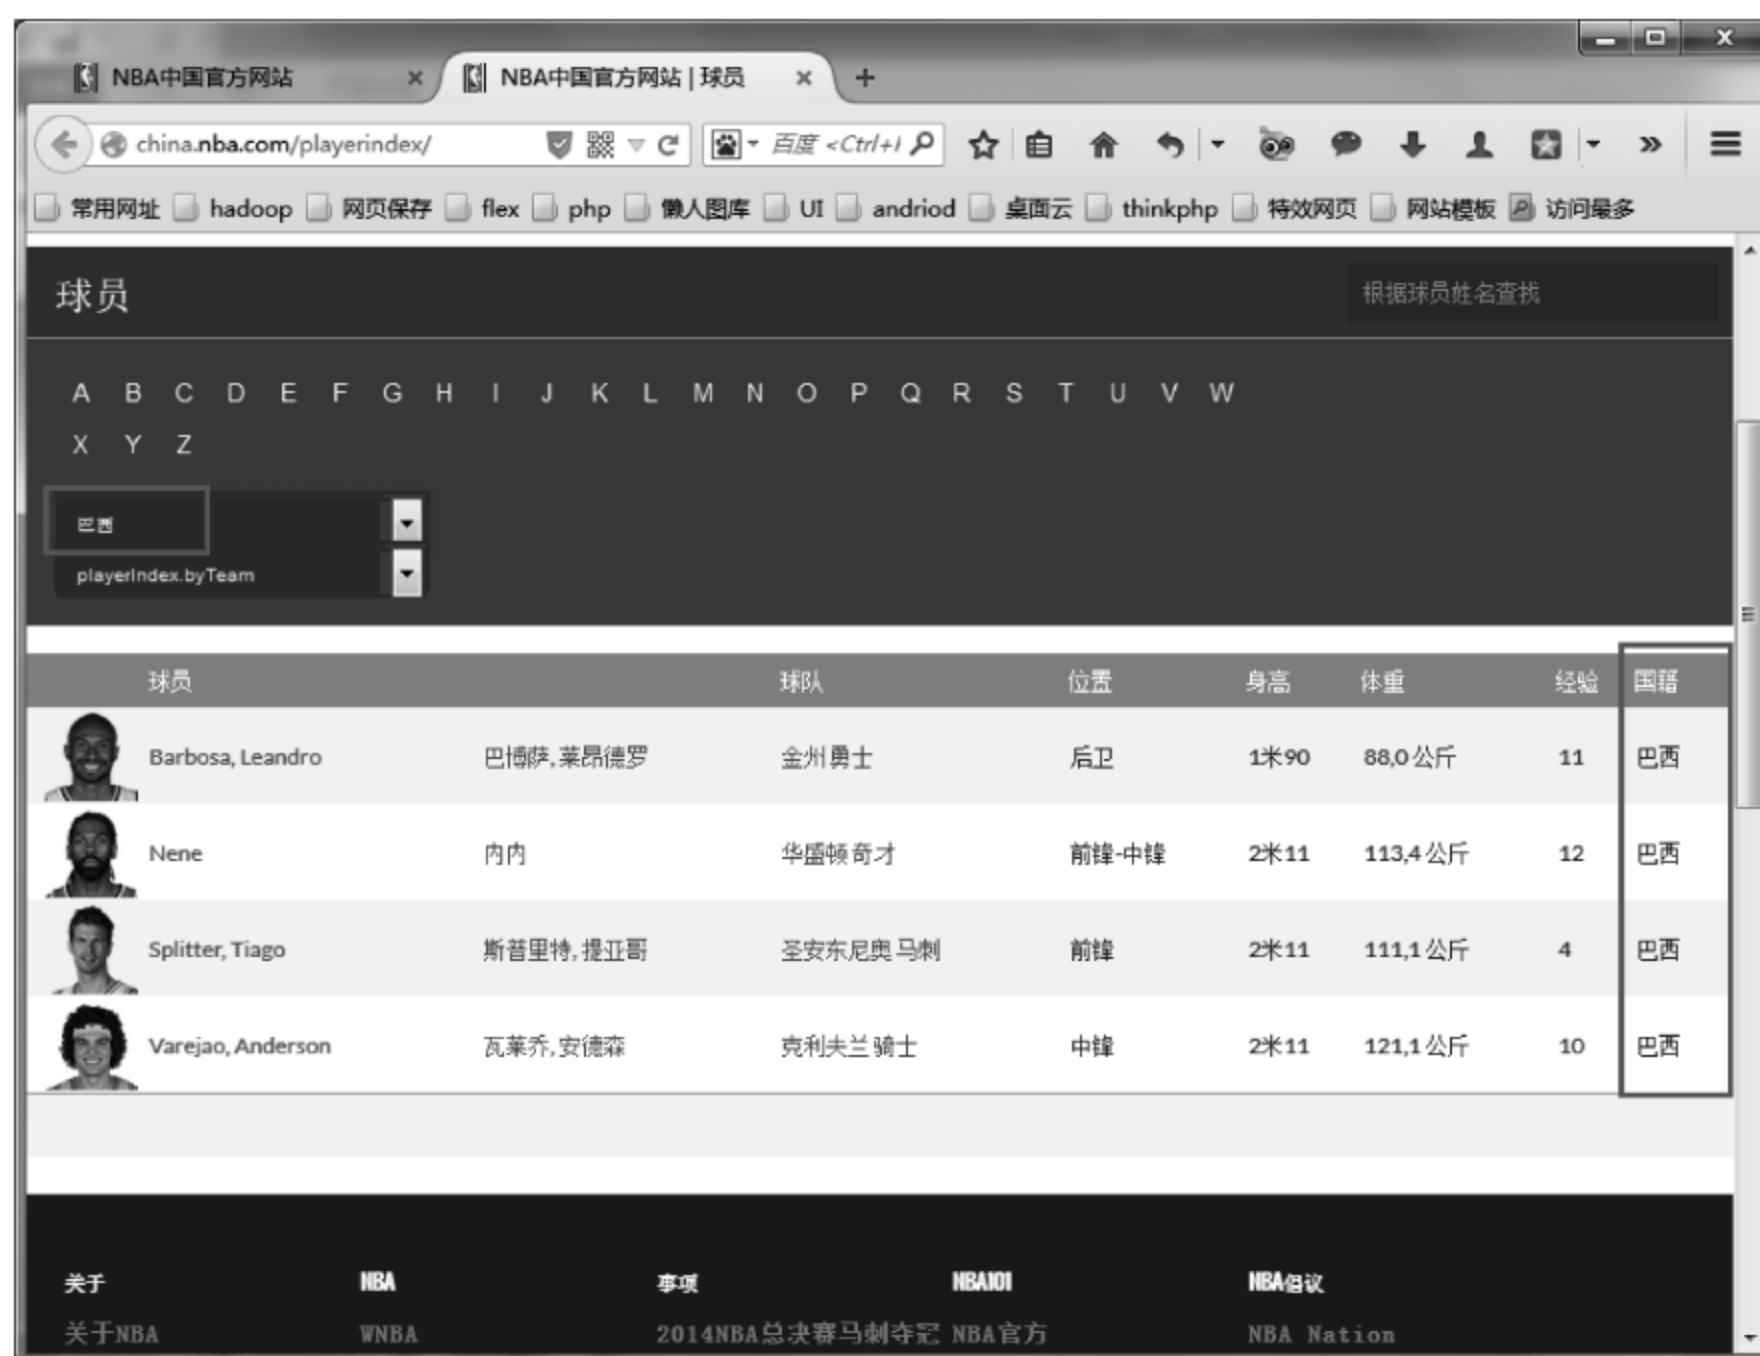 NBA中国官方网站 NBA中国官方网站 | 球员
china.nba.com/playerindex/ 百度 <Ctrl+
常用网址 hadoop 网页保存 flex php 懒人图库 UI andriod 桌面云 thinkphp 特效网页 网站模板 访问最多
球员 根据球员姓名查找
A B C D E F G H I J K L M N O P Q R S T U V W
X Y Z
巴西
playerIndex.byTeam
球员 球队 位置 身高 体重 经验 国籍
Barbosa, Leandro 巴博萨,莱昂德罗 金州勇士 后卫 1米90 88,0公斤 11 巴西
Nene 内内 华盛顿奇才 前锋-中锋 2米11 113,4公斤 12 巴西
Splitter, Tiago 斯普里特,提亚哥 圣安东尼奥马刺 前锋 2米11 111,1公斤 4 巴西
Varejao, Anderson 瓦莱乔,安德森 克利夫兰骑士 中锋 2米11 121,1公斤 10 巴西
关于 NBA 事项 NBA101 NBA倡议
关于NBA WNBA 2014NBA总决赛马刺夺冠 NBA官方 NBA Nation